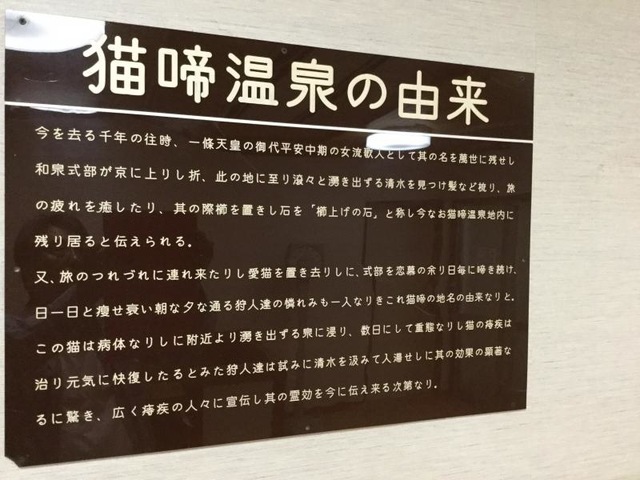 猫啼温泉の由来
今を去る千年の往時、一條天皇の御代平安中期の女流歌人として其の名を萬世に残せし
和泉式部が京に上りし折、此の地に至り滾々と湧き出ずる清水を見つけ髪など梳り、旅
の疲れを癒したり、其の際櫛を置きし石を「櫛上げの石」と称し今なお猫啼温泉地内に
残り居ると伝えられる。
又、旅のつれづれに連れ来たりし愛猫を置き去りしに、式部を恋慕の余り日毎に啼き続け、
日一日と痩せ衰い朝な夕な通る狩人達の憐れみも一入なりきこれ猫啼の地名の由来なりと。
この猫は病体なりしに附近より湧き出ずる泉に浸り、数日にして重態なりし猫の痔疾は
治り元気に快復したるとみた狩人達は試みに清水を汲みて入湯せしに其の効果の顕著な
るに驚き、広く痔疾の人々に宣伝し其の霊効を今に伝え来る次第なり。